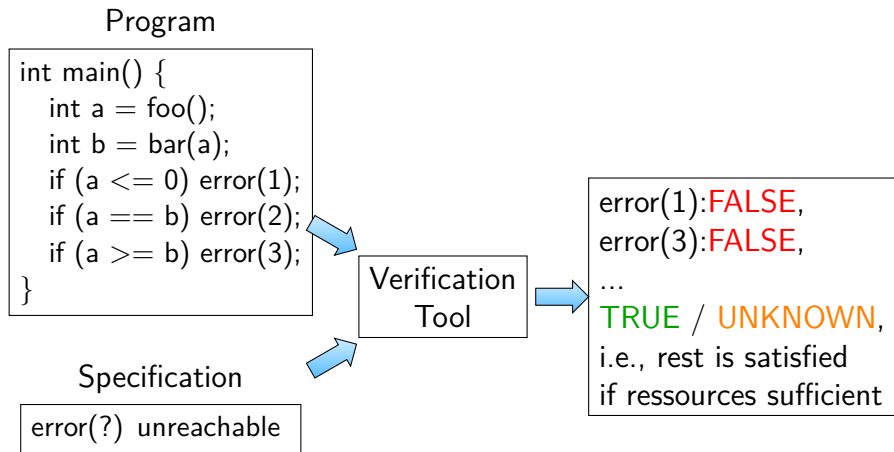 Program
int main() {
int a = foo();
int b = bar(a);
if (a <= 0) error(1);
if (a == b) error(2);
if (a >= b) error(3);
}
Specification
error(?) unreachable
Verification
Tool
error(1):FALSE,
error(3):FALSE,
...
TRUE / UNKNOWN,
i.e., rest is satisfied
if ressources sufficient